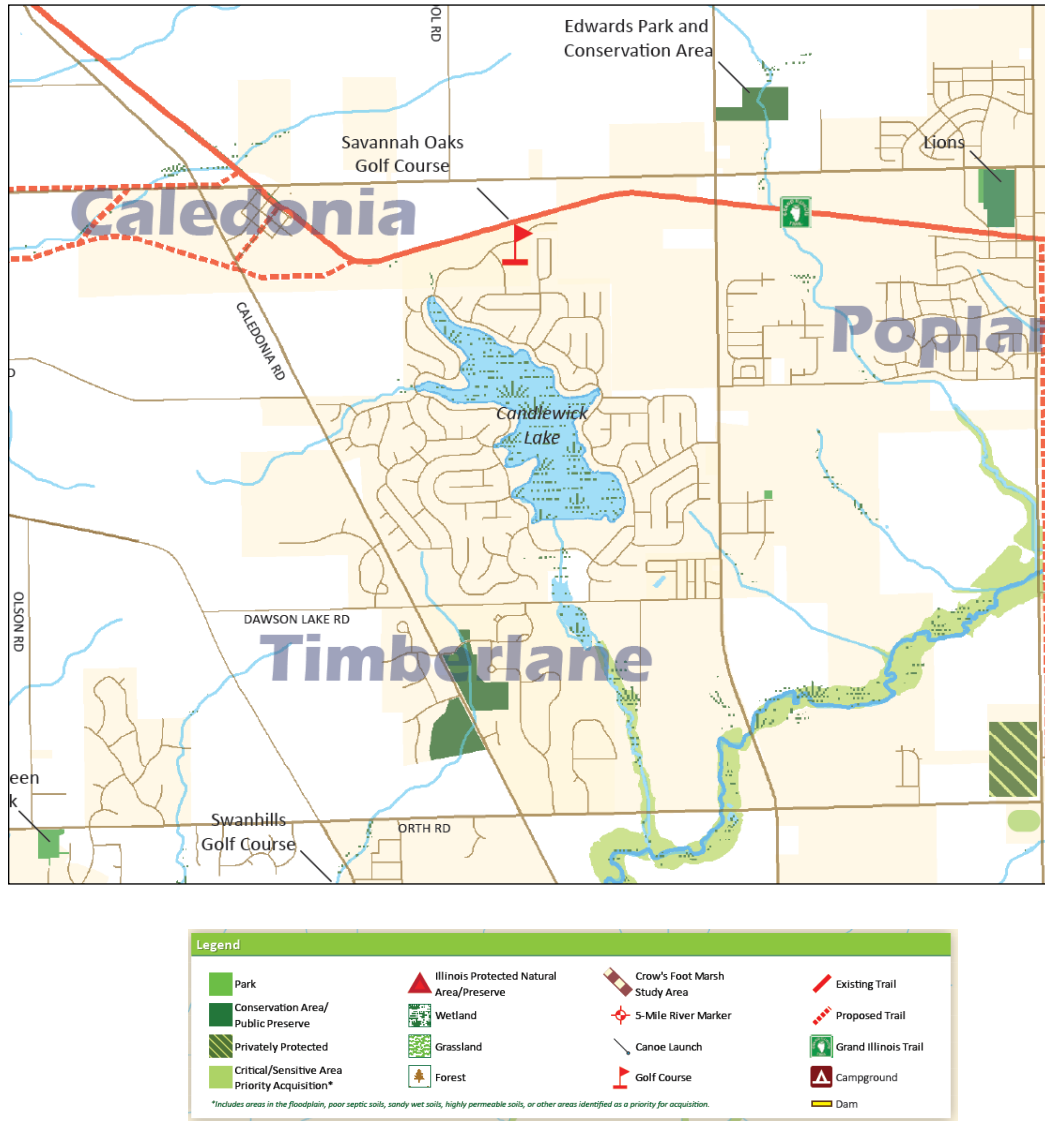 OL RD
Edwards Park and
Conservation Area
Savannah Oaks
Golf Course
Lions
Caledonia
CALEDONIA RD
Poplar
D
Candlewick
Lake
OLSON RD
DAWSON LAKE RD
Timberlane
een
k
Swanhills
Golf Course
ORTH RD
Legend
Park
Conservation Area/
Public Preserve
Privately Protected
Critical/Sensitive Area
Priority Acquisition*
Illinois Protected Natural
Area/Preserve
Wetland
Grassland
Forest
Crow's Foot Marsh
Study Area
5-Mile River Marker
Canoe Launch
Golf Course
Existing Trail
Proposed Trail
Grand Illinois Trail
Campground
Dam
*Includes areas in the floodplain, poor septic soils, sandy wet soils, highly permeable soils, or other areas identified as a priority for acquisition.